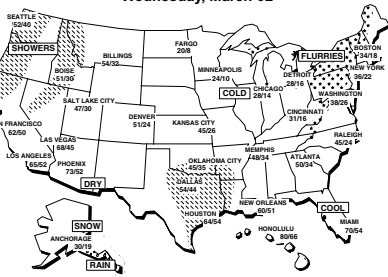 SEATTLE
52/40
SHOWERS
BILLINGS
54/32
FARGO
20/8
BOISE
51/30
MINNEAPOLIS
24/10
FLURRIES
BOSTON
34/18
NEW YORK
36/22
DETROIT
28/16
CHICAGO
28/14
WASHINGTON
38/26
COLD
SALT LAKE CITY
47/30
DENVER
51/24
KANSAS CITY
45/26
CINCINNATI
31/16
N FRANCISCO
62/50
LAS VEGAS
68/45
RALEIGH
45/24
LOS ANGELES
65/52
PHOENIX
73/52
OKLAHOMA CITY
45/35
MEMPHIS
48/34
ATLANTA
50/34
DRY
DALLAS
54/44
HOUSTON
64/54
NEW ORLEANS
60/51
COOL
MIAMI
70/54
SNOW
ANCHORAGE
30/19
RAIN
HONOLULU
80/66